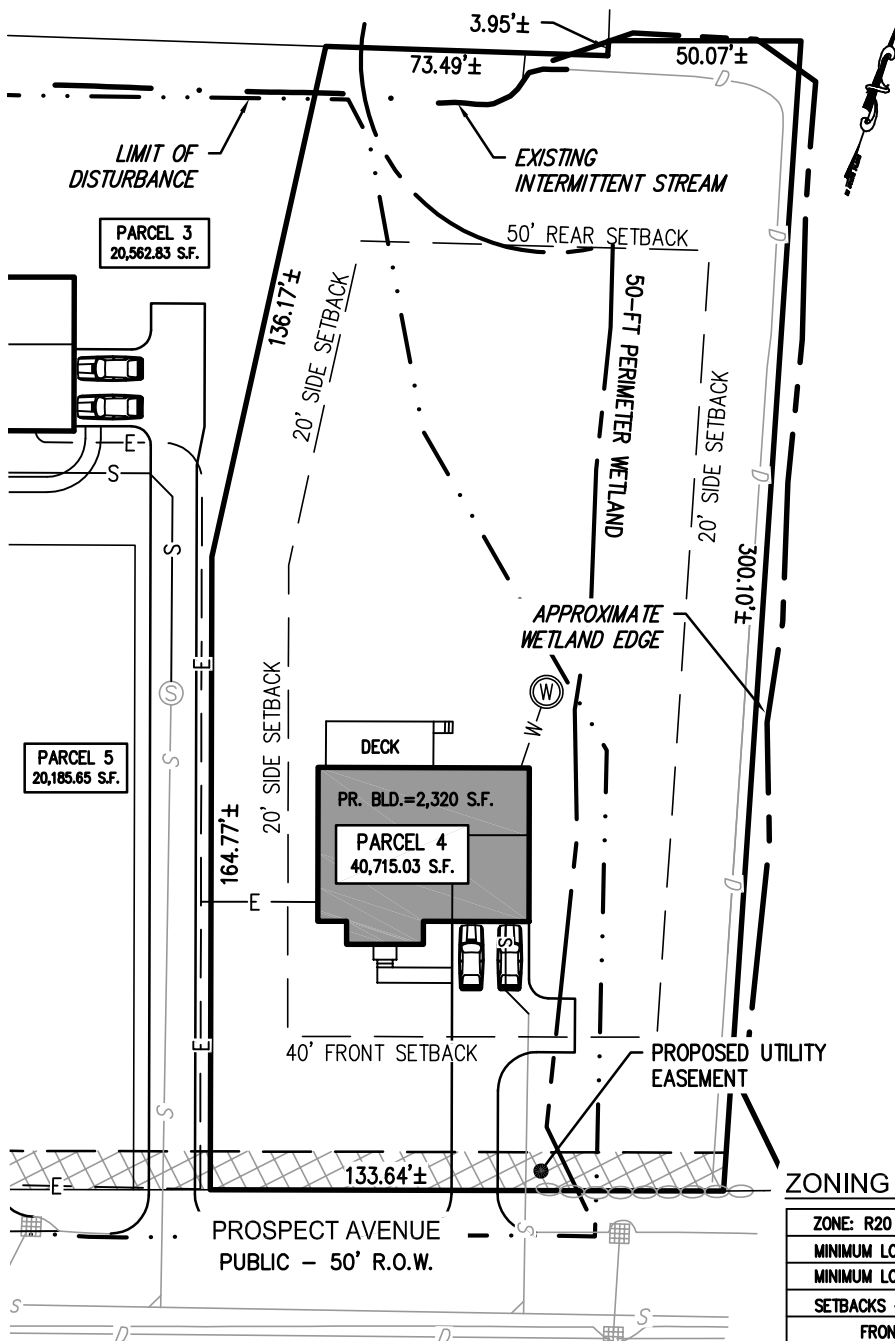 3.95'±
73.49'±
50.07'±
D
LIMIT OF
DISTURBANCE
EXISTING
INTERMITTENT STREAM
PARCEL 3
20,562.83 S.F.
50' REAR SETBACK
D
136.17'±
20' SIDE SETBACK
50-FT PERIMETER WETLAND
20' SIDE SETBACK
E
S
D
S
300.10'±
APPROXIMATE
WETLAND EDGE
E
S
W
W
20' SIDE SETBACK
DECK
S
PARCEL 5
20,185.65 S.F.
PR. BLD.=2,320 S.F.
164.77'±
PARCEL 4
40,715.03 S.F.
D
E
S
E
40' FRONT SETBACK
PROPOSED UTILITY
EASEMENT
S
E
133.64'±
ZONING
PROSPECT AVENUE
PUBLIC – 50' R.O.W.
S
ZONE: R20
MINIMUM LO
MINIMUM LO
SETBACKS
FRON
S
S
D
D